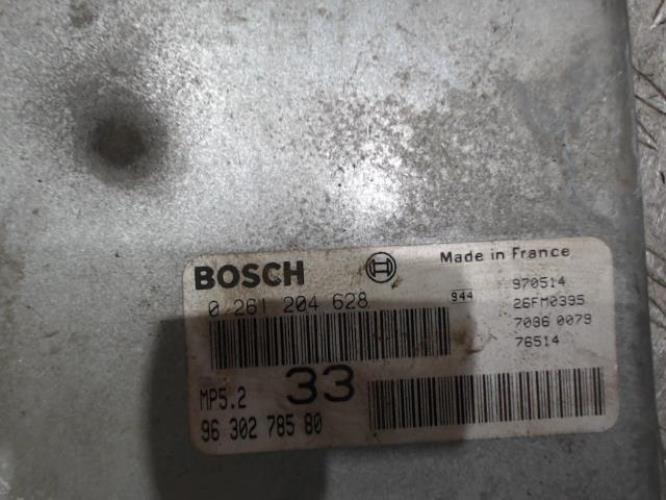 BOSCH
Made in France
0 261 204 628
944
970514
26FM0395
7096 0079
76514
MP5.2
33
96 302 785 80